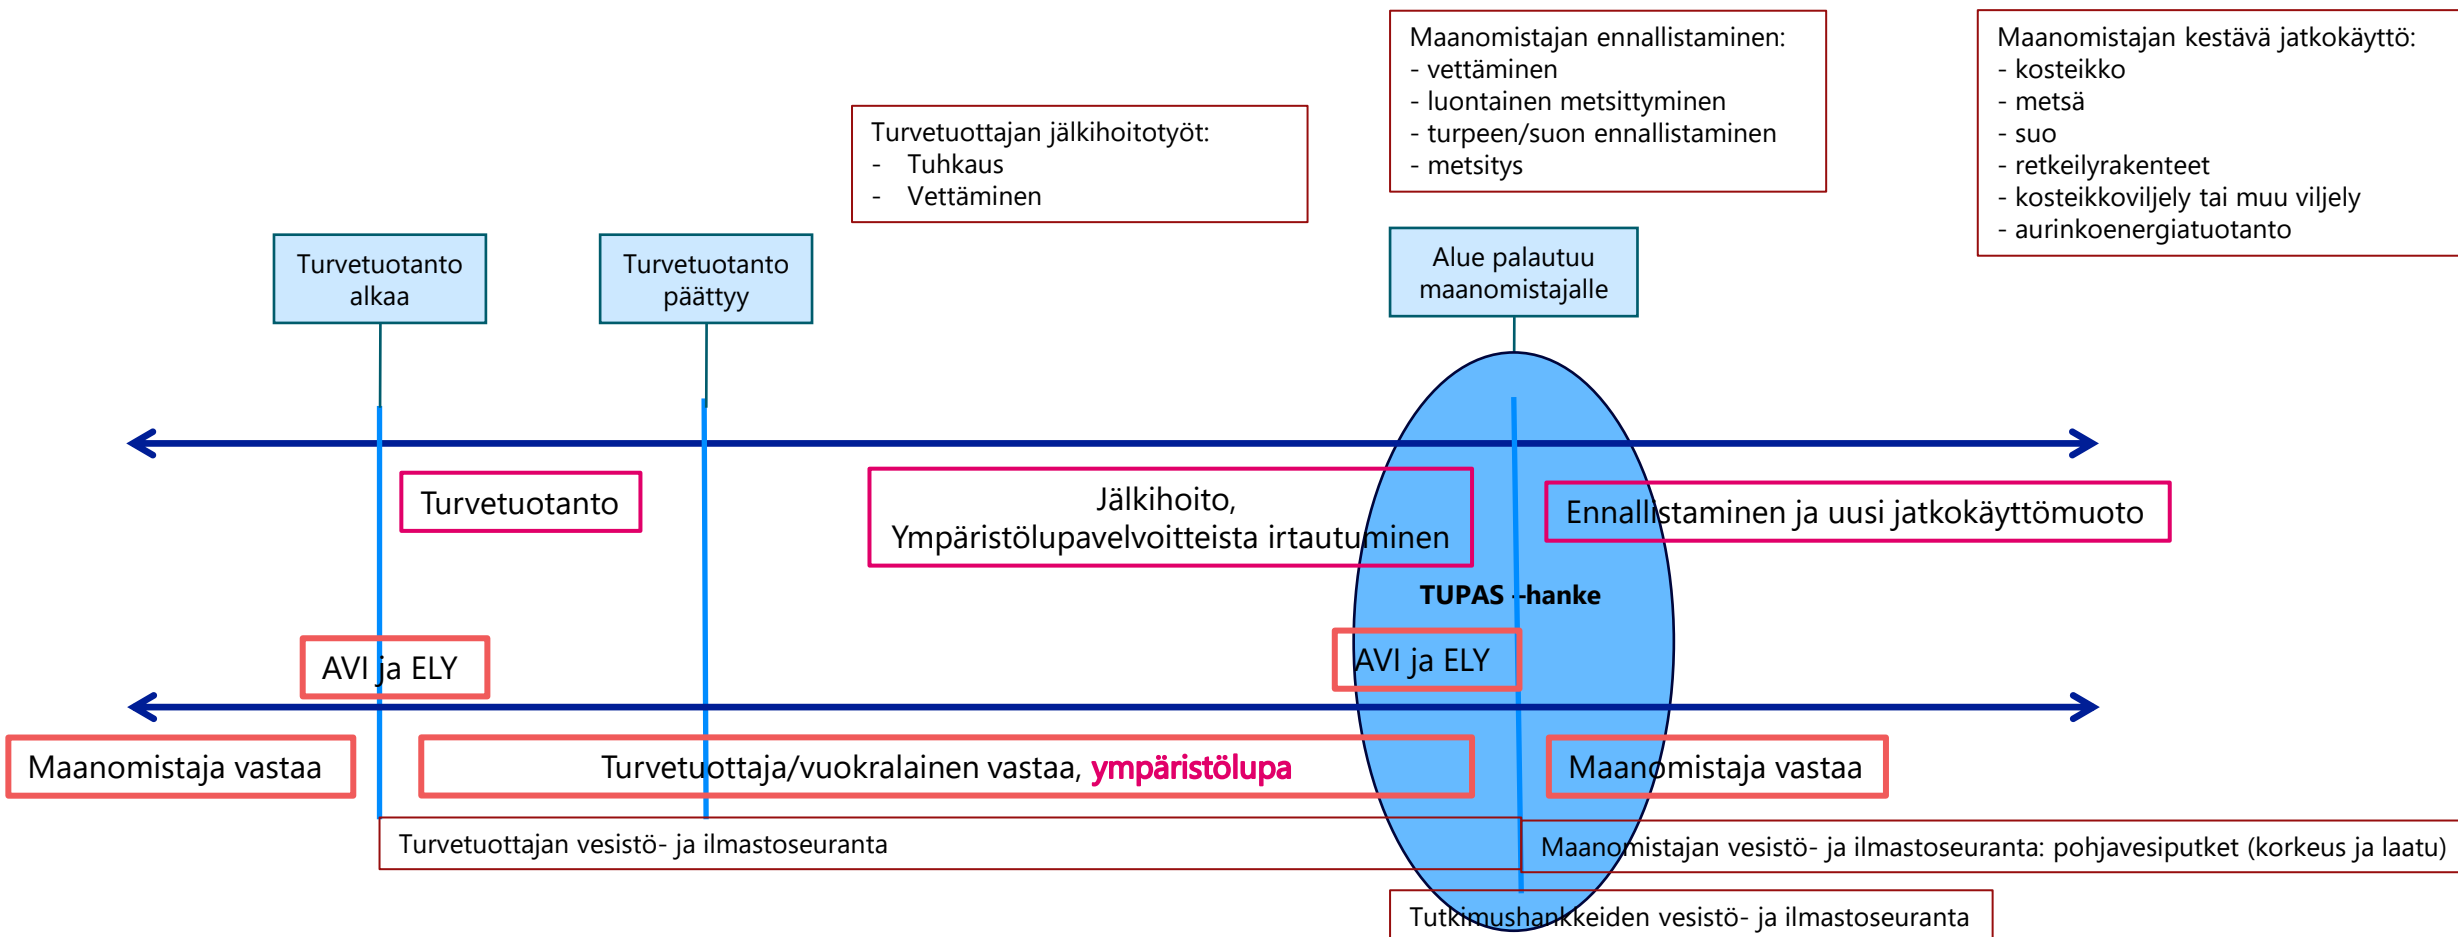 Maanomistajan ennallistaminen:
- vettäminen
- luontainen metsittyminen
- turpeen/suon ennallistaminen
- metsitys
Maanomistajan kestävä jatkokäyttö:
- kosteikko
- metsä
- suo
- retkeilyrakenteet
- kosteikkoviljely tai muu viljely
- aurinkoenergiatuotanto
Turvetuottajan jälkihoitotyöt:
- Tuhkaus
- Vettäminen
Turvetuotanto
alkaa
Turvetuotanto
päättyy
Alue palautuu
maanomistajalle
Turvetuotanto
Jälkihoito,
Ympäristölupavelvoitteista irtautuminen
Ennallistaminen ja uusi jatkokäyttömuoto
TUPAS -hanke
AVI ja ELY
AVI ja ELY
Maanomistaja vastaa
Turvetuottaja/vuokralainen vastaa, ympäristölupa
Maanomistaja vastaa
Turvetuottajan vesistö- ja ilmastoseuranta
Maanomistajan vesistö- ja ilmastoseuranta: pohjavesiputket (korkeus ja laatu)
Tutkimushankkeiden vesistö- ja ilmastoseuranta